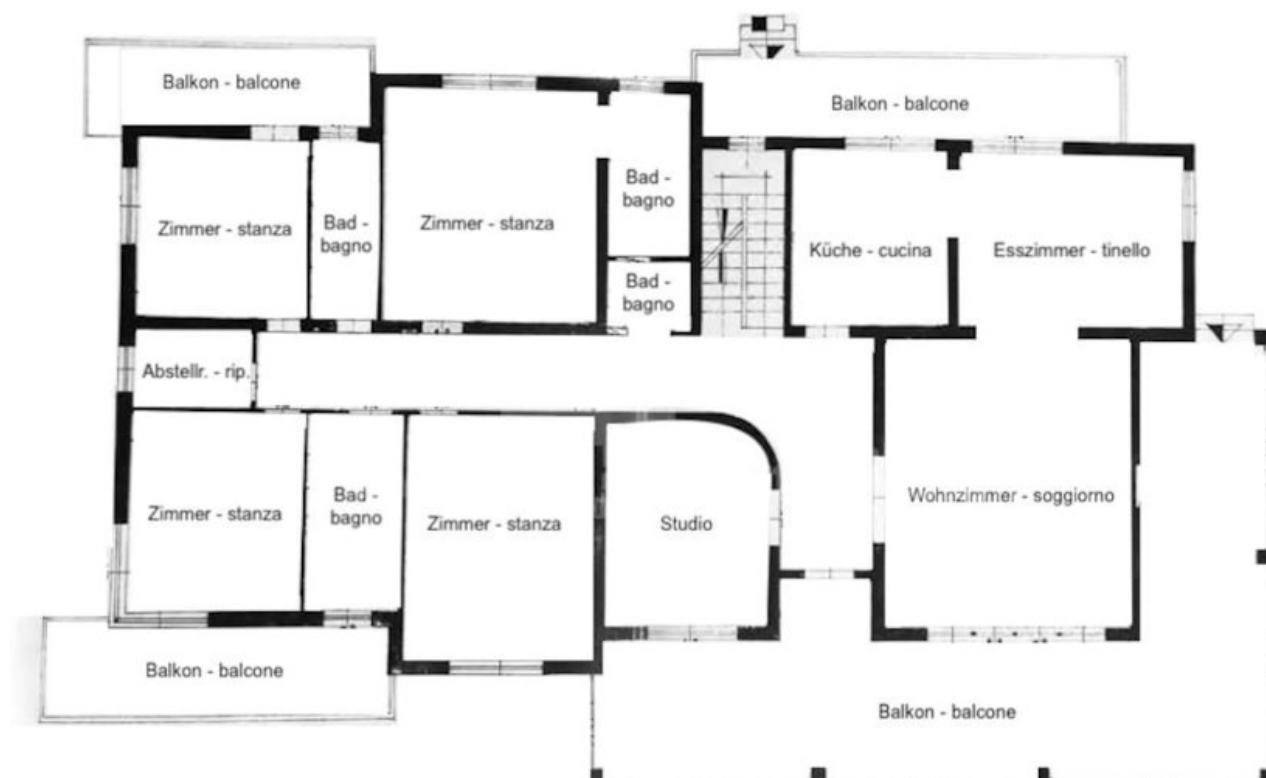 Balkon - balcone
Balkon - balcone
Bad -
bagno
Zimmer - stanza
Bad -
bagno
Zimmer - stanza
Küche - cucina
Esszimmer - tinello
Bad -
bagno
Abstellr. - rip.
Zimmer - stanza
Bad -
bagno
Zimmer - stanza
Studio
Wohnzimmer - soggiorno
Balkon - balcone
Balkon - balcone